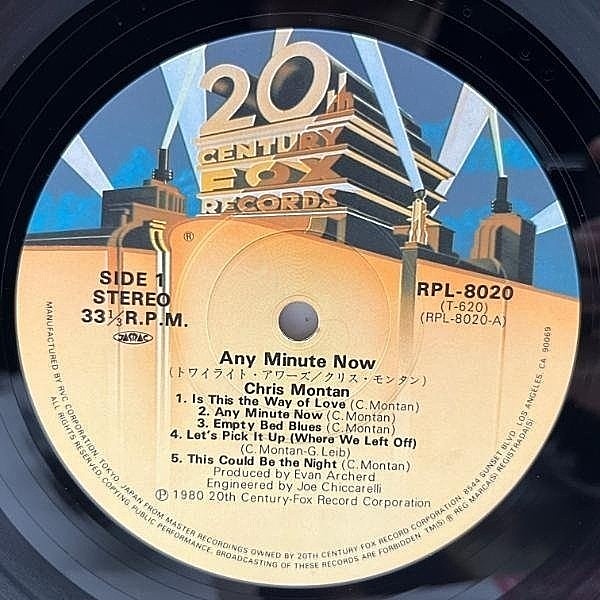 20th
CENTURY
FOX
RECORDS
®
SIDE 1
STEREO
33 1/3 R.P.M.
JASRAC
RPL-8020
(T-620)
(RPL-8020-A)
Any Minute Now
(トワイライト・アワーズ/クリス・モンタン)
Chris Montan
1. Is This the Way of Love (C.Montan)
2. Any Minute Now (C.Montan)
3. Empty Bed Blues (C.Montan)
4. Let's Pick It Up (Where We Left Off)
(C.Montan-G.Leib)
5. This Could Be the Night (C.Montan)
Produced by Evan Archerd
Engineered by Joe Chiccarelli
Ⓟ 1980 20th Century-Fox Record Corporation
MANUFACTURED BY RVC CORPORATION, TOKYO, JAPAN FROM MASTER RECORDINGS OWNED BY 20TH CENTURY FOX RECORD CORPORATION, 8544 SUNSET BLVD., LOS ANGELES, CA 90069
ALL RIGHTS RESERVED, COPYING PUBLIC PERFORMANCE, BROADCASTING OF THESE RECORDS ARE FORBIDDEN. TM(S) ® REG MARCA(S) REGISTRADA(S)